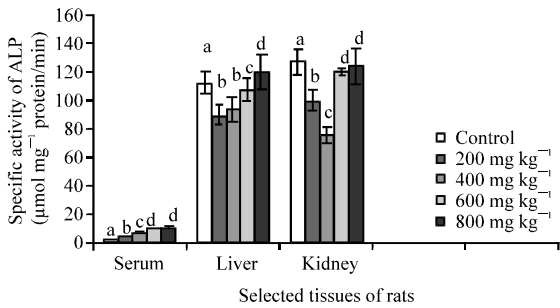 160
140
120
100
80
60
40
20
0
Specific activity of ALP
(μmol mg⁻¹ protein/min)
a b c d d
a b b c d
a b c d d
Control
200 mg kg⁻¹
400 mg kg⁻¹
600 mg kg⁻¹
800 mg kg⁻¹
Serum Liver Kidney
Selected tissues of rats